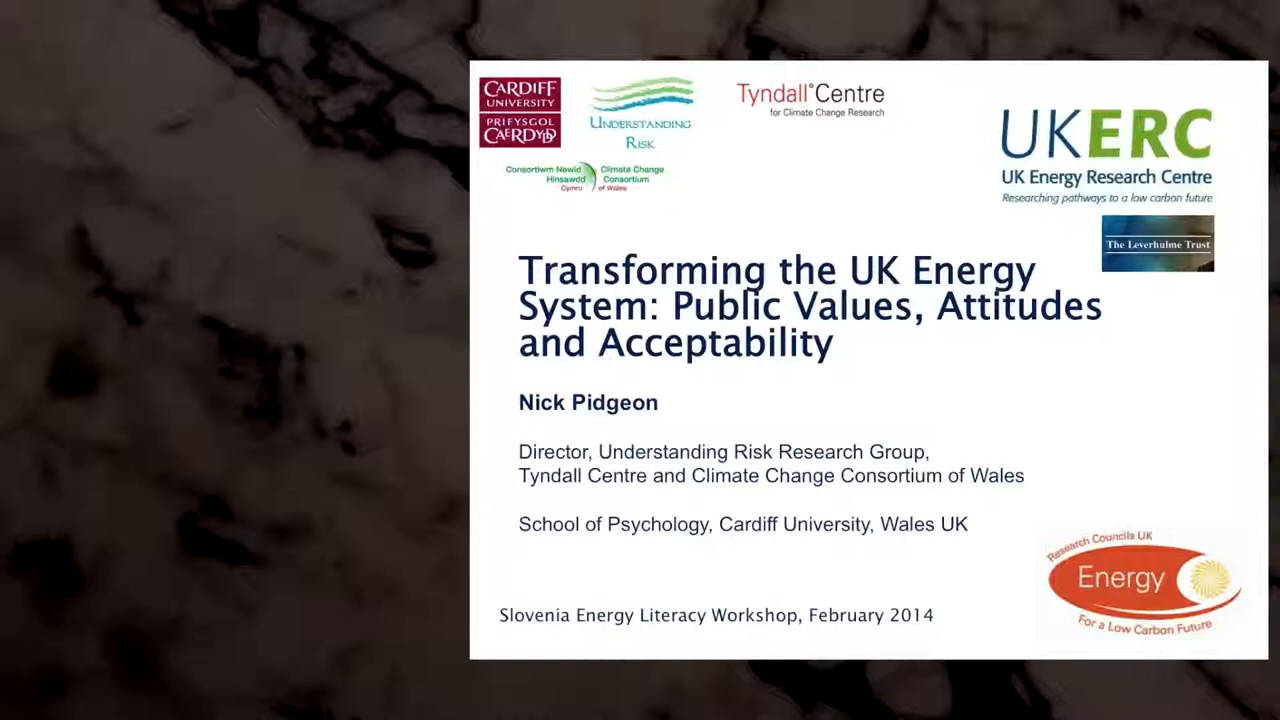 CARDIFF
UNIVERSITY
PRIFYSGOL
CAERDYDD
UNDERSTANDING
RISK
Tyndall°Centre
for Climate Change Research
Consortiwm Newid
Hinsawdd
Cymru
Climate Change
Consortium
of Wales
UKERC
UK Energy Research Centre
Researching pathways to a low carbon future
The Leverhulme Trust
Transforming the UK Energy
System: Public Values, Attitudes
and Acceptability
Nick Pidgeon
Director, Understanding Risk Research Group,
Tyndall Centre and Climate Change Consortium of Wales
School of Psychology, Cardiff University, Wales UK
Research Councils UK
Energy
For a Low Carbon Future
Slovenia Energy Literacy Workshop, February 2014